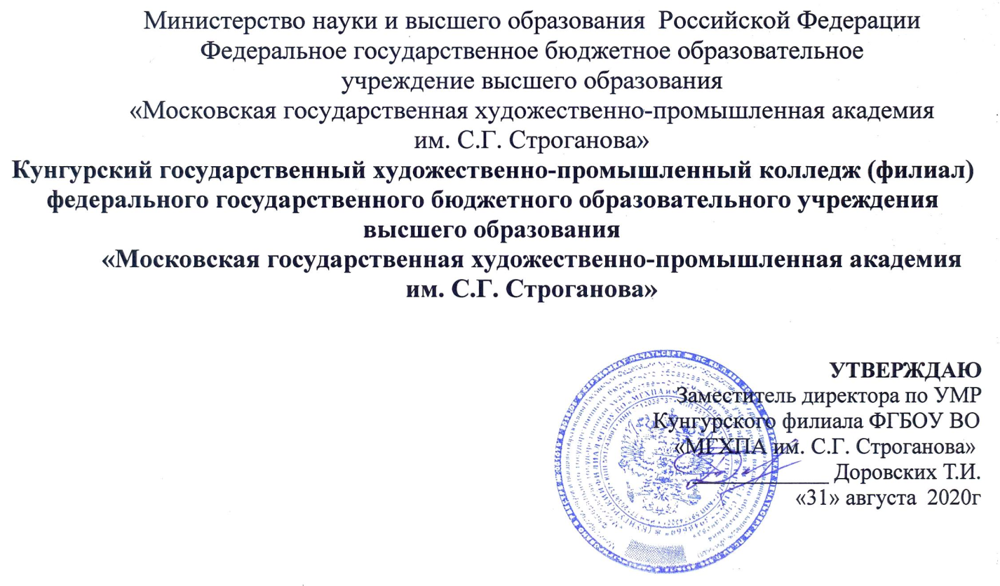 Министерство науки и высшего образования  Российской Федерации
Федеральное государственное бюджетное образовательное
учреждение высшего образования
«Московская государственная художественно-промышленная академия
им. С.Г. Строганова»
Кунгурский государственный художественно-промышленный колледж (филиал)
федерального государственного бюджетного образовательного учреждения
высшего образования
«Московская государственная художественно-промышленная академия
им. С.Г. Строганова»
УТВЕРЖДАЮ
Заместитель директора по УМР
Кунгурского филиала ФГБОУ ВО
«МГХПА им. С.Г. Строганова»
____________ Доровских Т.И.
«31» августа  2020г